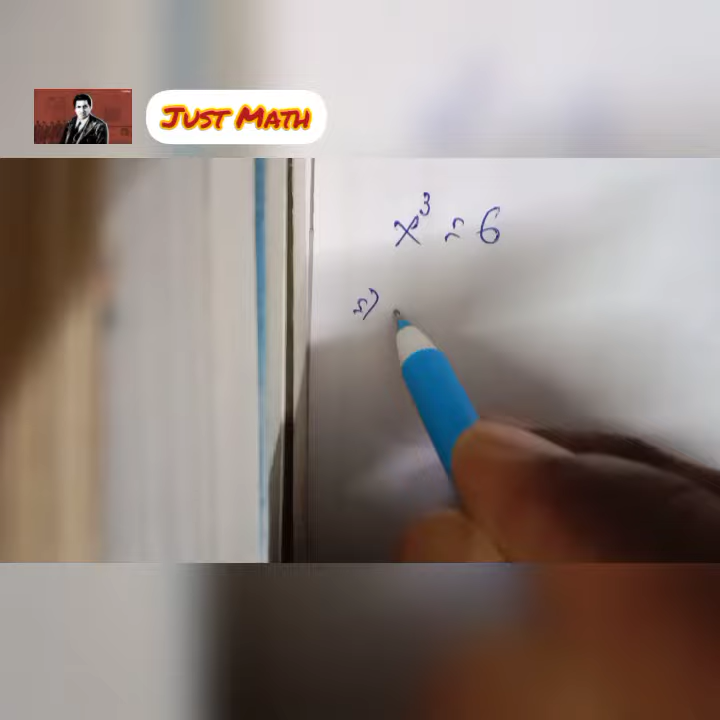 JUST MATH
x³ = 6
=)